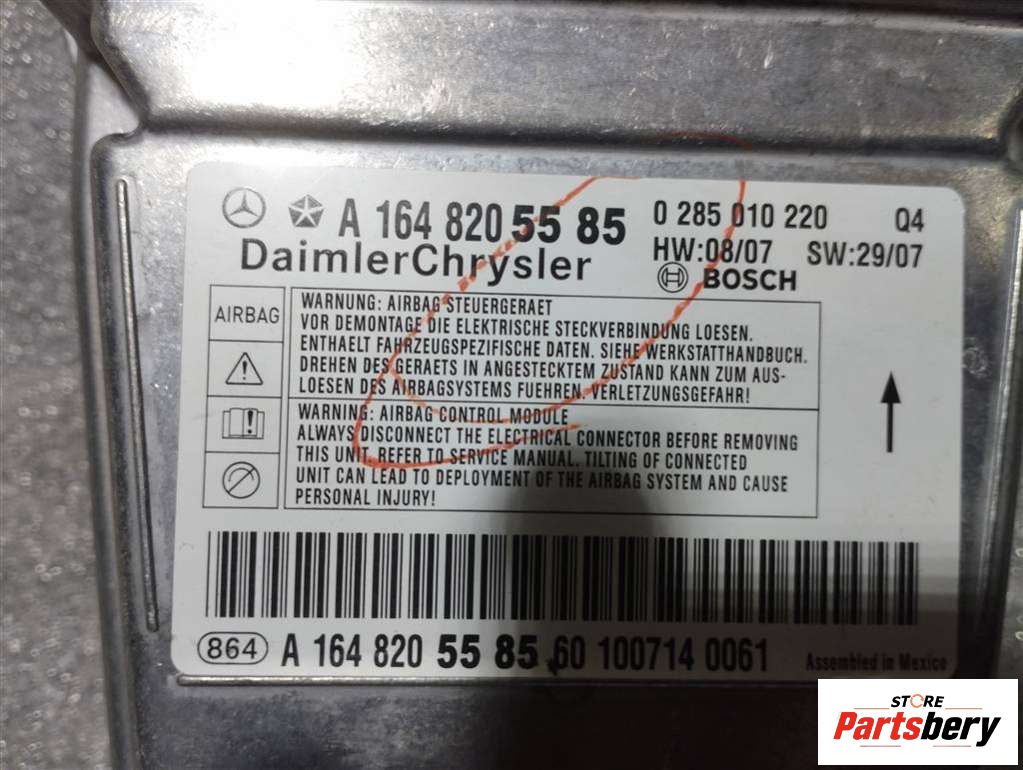 A 164 820 55 85 0 285 010 220 Q4
HW:08/07 SW:29/07
DaimlerChrysler BOSCH
AIRBAG
WARNUNG: AIRBAG STEUERGERAET
VOR DEMONTAGE DIE ELEKTRISCHE STECKVERBINDUNG LOESEN.
ENTHAELT FAHRZEUGSPEZIFISCHE DATEN. SIEHE WERKSTATTHANDBUCH.
DREHEN DES GERAETS IN ANGESTECKTEM ZUSTAND KANN ZUM AUS-
LOESEN DES AIRBAGSYSTEMS FUEHREN. VERLETZUNGSGEFAHR!
WARNING: AIRBAG CONTROL MODULE
ALWAYS DISCONNECT THE ELECTRICAL CONNECTOR BEFORE REMOVING
THIS UNIT. REFER TO SERVICE MANUAL. TILTING OF CONNECTED
UNIT CAN LEAD TO DEPLOYMENT OF THE AIRBAG SYSTEM AND CAUSE
PERSONAL INJURY!
864 A 164 820 55 85 60 100714 0061 Assembled in Mexico
STORE
Partsbery